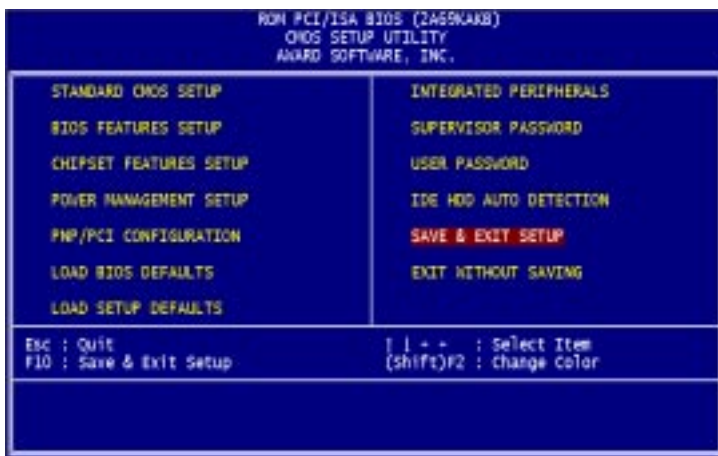 ROM PCI/ISA BIOS (2A69KAKB)
CMOS SETUP UTILITY
AWARD SOFTWARE, INC.
STANDARD CMOS SETUP
BIOS FEATURES SETUP
CHIPSET FEATURES SETUP
POWER MANAGEMENT SETUP
PNP/PCI CONFIGURATION
LOAD BIOS DEFAULTS
LOAD SETUP DEFAULTS
INTEGRATED PERIPHERALS
SUPERVISOR PASSWORD
USER PASSWORD
IDE HDD AUTO DETECTION
SAVE & EXIT SETUP
EXIT WITHOUT SAVING
Esc : Quit
F10 : Save & Exit Setup
: Select Item
(Shift)F2 : Change Color